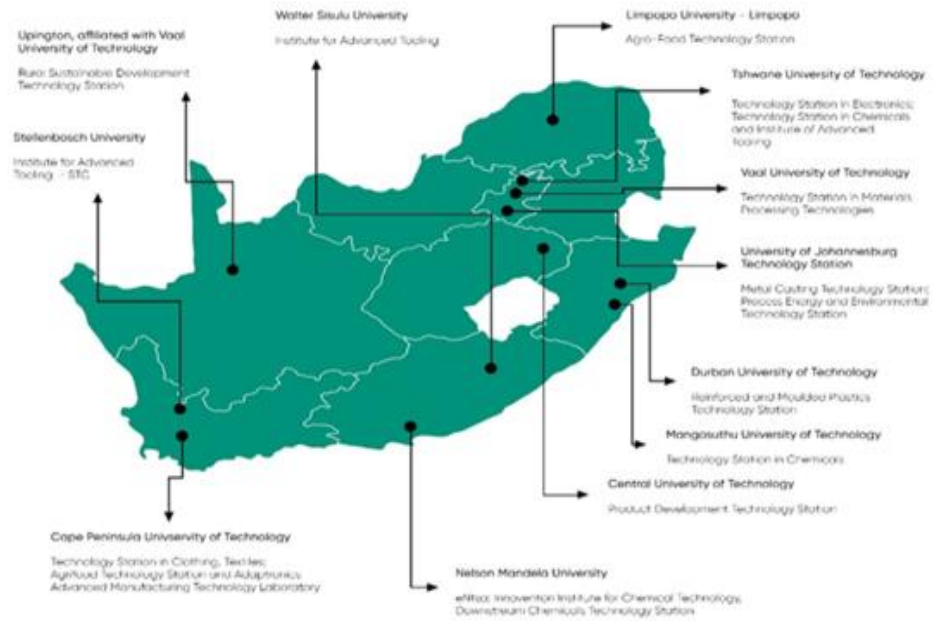 Walter Sisulu University
Institute for Advanced Tooling
Limpopo University - Limpopo
Agro-Food Technology Station
Upington, affiliated with Vaal
University of Technology
Rural Sustainable Development
Technology Station
Tshwane University of Technology
Technology Station in Electronics;
Technology Station in Chemicals
and Institute of Advanced
Tooling
Stellenbosch University
Institute for Advanced
Tooling - STC
Vaal University of Technology
Technology Station in Materials
Processing Technologies
University of Johannesburg
Technology Station
Metal Casting Technology Station;
Process Energy and Environmental
Technology Station
Durban University of Technology
Reinforced and Moulded Plastics
Technology Station
Mangosuthu University of Technology
Technology Station in Chemicals
Central University of Technology
Product Development Technology Station
Cape Peninsula Univservity of Technology
Technology Station in Clothing, Textiles;
Agrifood Technology Station and Adaptronics
Advanced Manufacturing Technology Laboratory
Nelson Mandela University
eNtsa; Innovention Institute for Chemical Technology,
Downstream Chemicals Technology Station